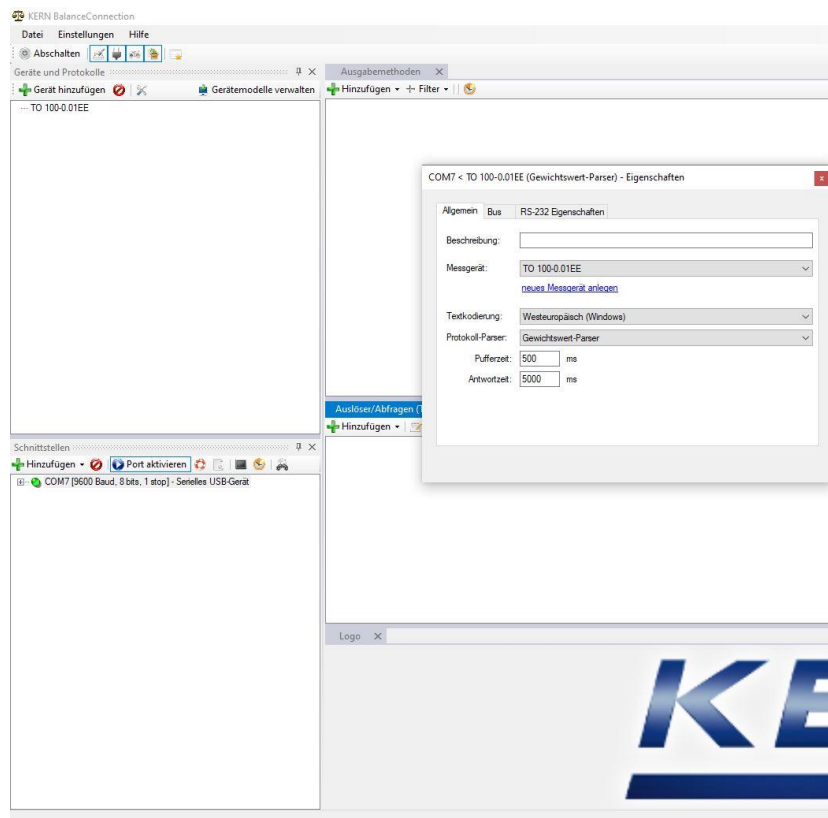 KERN BalanceConnection
Datei Einstellungen Hilfe
Abschalten
Geräte und Protokolle
Gerät hinzufügen Gerätemodelle verwalten
TO 100-0.01EE
Ausgabemethoden
Hinzufügen Filter
COM7 < TO 100-0.01EE (Gewichtswert-Parser) - Eigenschaften
Allgemein Bus RS-232 Eigenschaften
Beschreibung:
Messgerät: TO 100-0.01EE
neues Messgerät anlegen
Textkodierung: Westeuropäisch (Windows)
Protokoll-Parser: Gewichtswert-Parser
Pufferzeit: 500 ms
Antwortzeit: 5000 ms
Auslöser/Abfragen (
Hinzufügen
Schnittstellen
Hinzufügen Port aktivieren
COM7 [9600 Baud, 8 bits, 1 stop] - Serielles USB-Gerät
Logo
KE